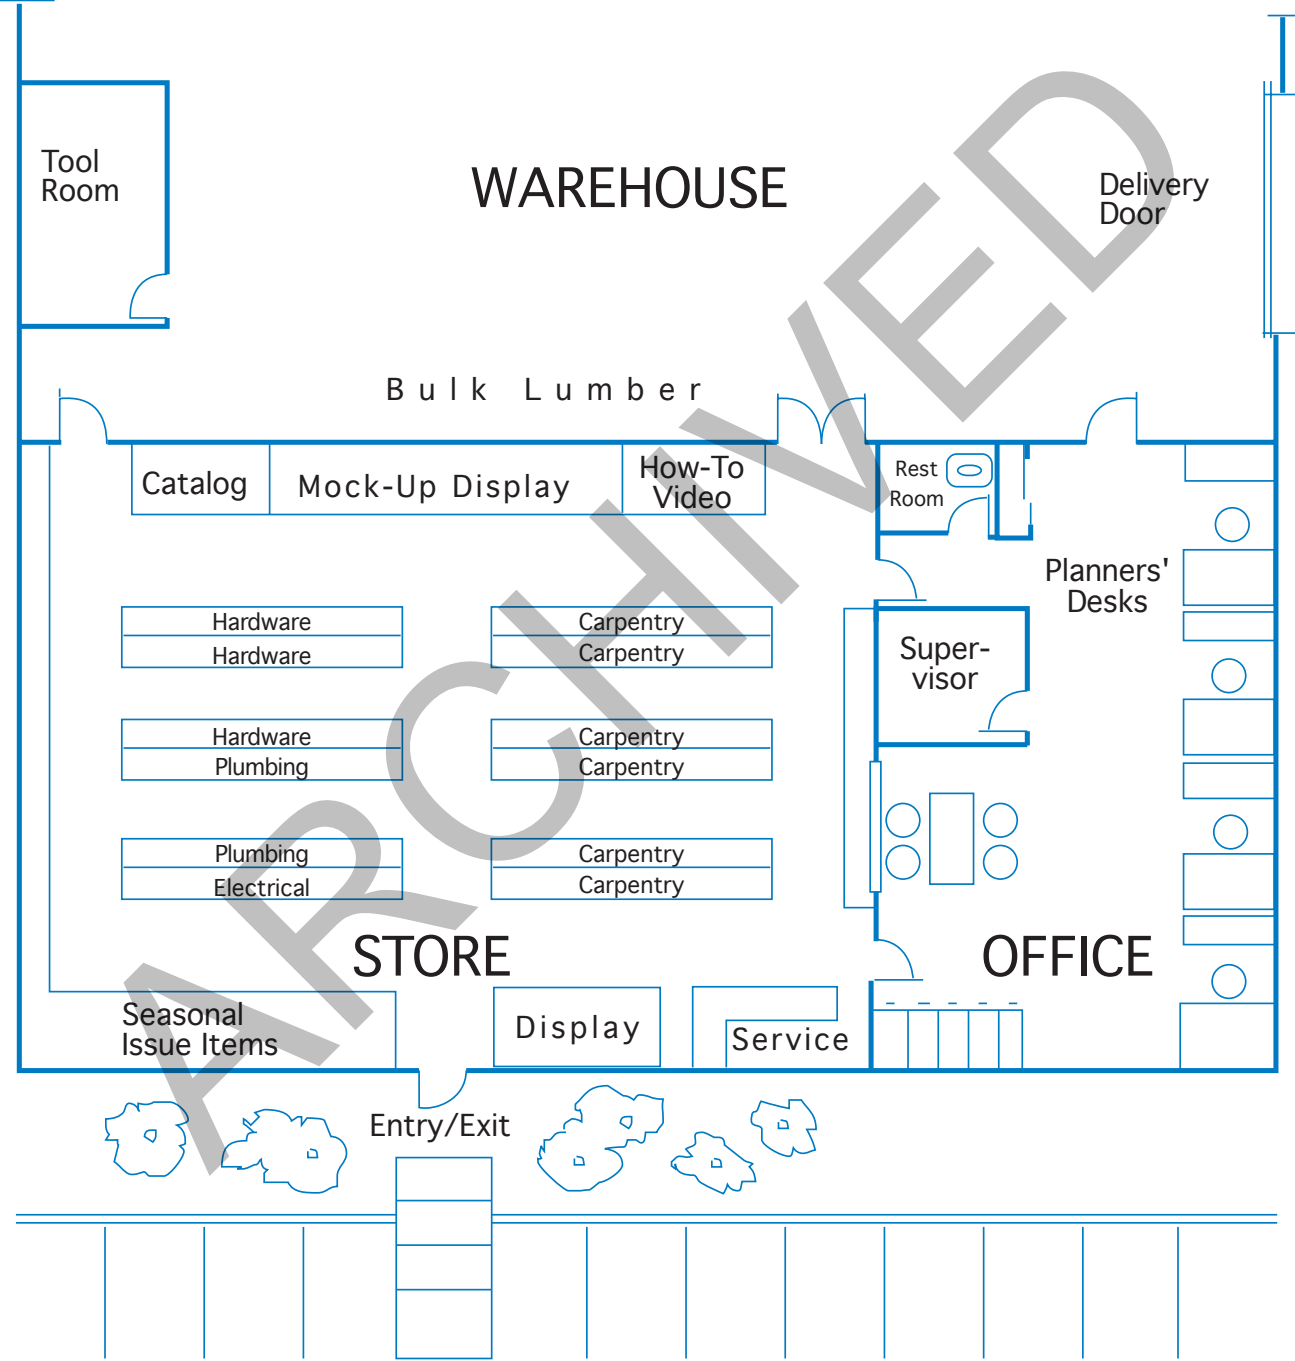 Tool
Room
WAREHOUSE
Delivery
Door
Bulk Lumber
Catalog
Mock-Up Display
How-To
Video
Rest
Room
Planners'
Desks
Hardware
Hardware
Carpentry
Carpentry
Super-
visor
Hardware
Plumbing
Carpentry
Carpentry
Plumbing
Electrical
Carpentry
Carpentry
STORE
OFFICE
Seasonal
Issue Items
Display
Service
Entry/Exit
ARCHIVED